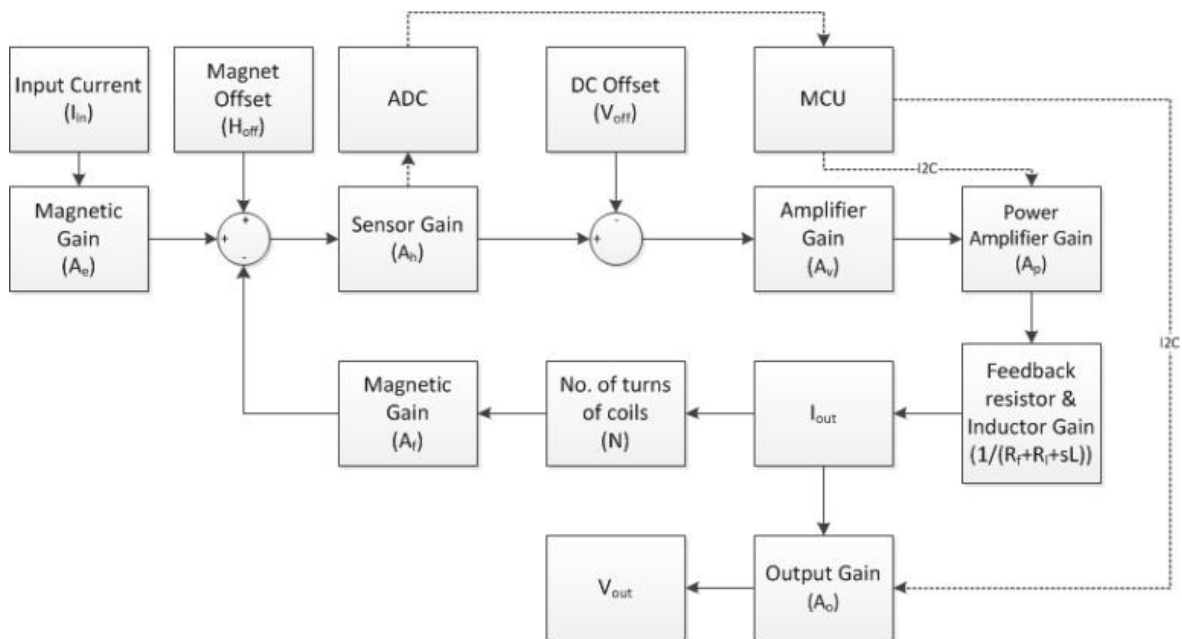 Input Current
(Iin)
Magnet
Offset
(Hoff)
ADC
DC Offset
(Voff)
MCU
I2C
Magnetic
Gain
(Ae)
+
+
-
Sensor Gain
(Ah)
+
-
Amplifier
Gain
(Av)
Power
Amplifier Gain
(Ap)
I2C
Magnetic
Gain
(Af)
No. of turns
of coils
(N)
Iout
Feedback
resistor &
Inductor Gain
(1/(Rf+Rl+sL))
Vout
Output Gain
(Ao)